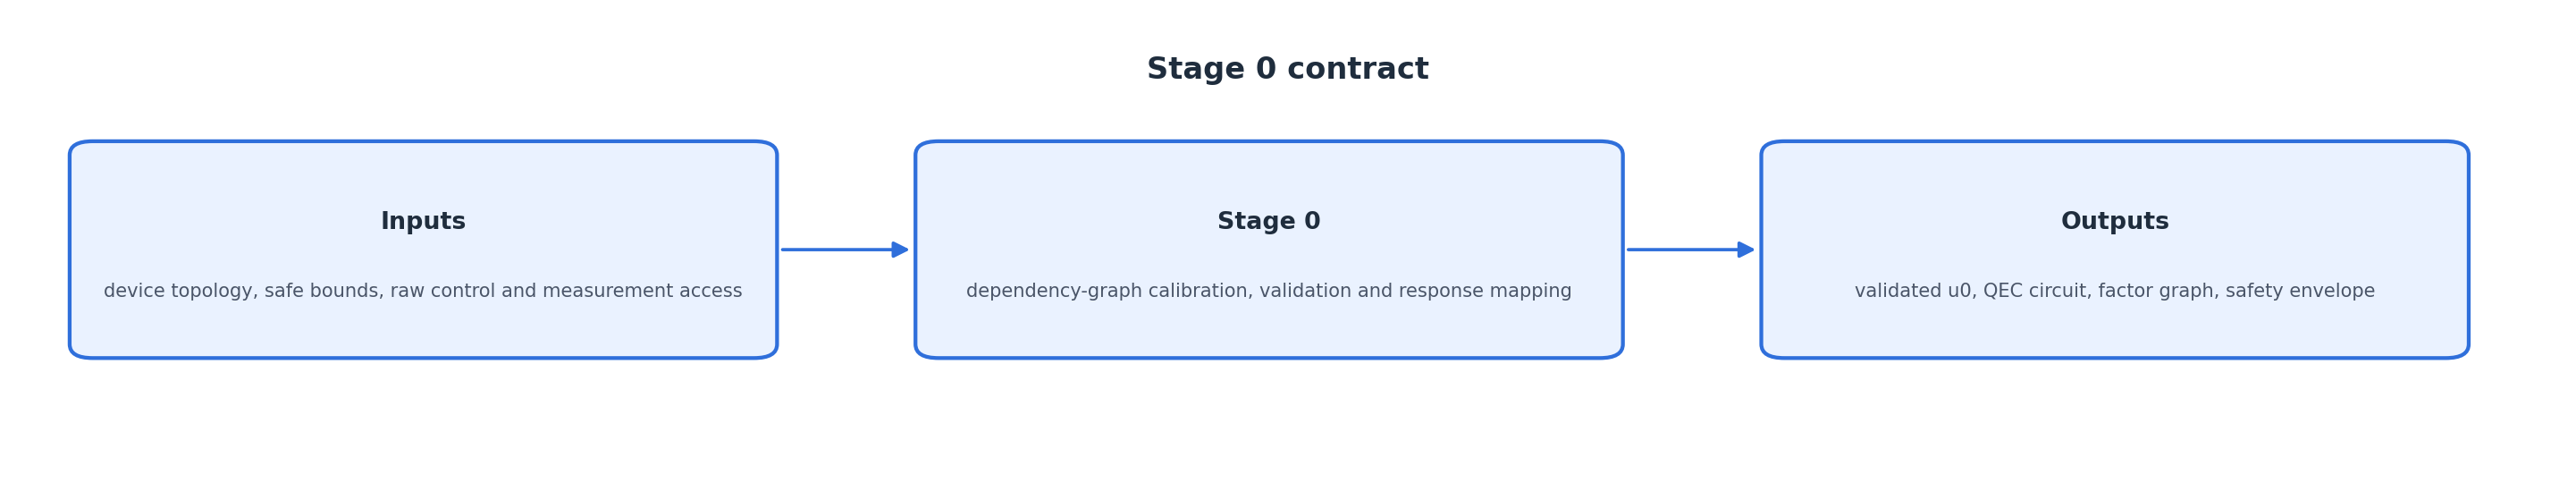 Stage 0 contract
Inputs
device topology, safe bounds, raw control and measurement access
Stage 0
dependency-graph calibration, validation and response mapping
Outputs
validated u0, QEC circuit, factor graph, safety envelope